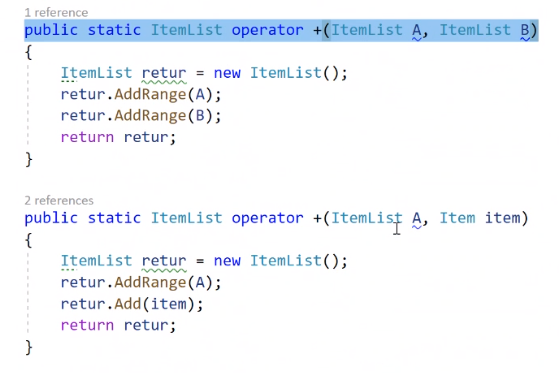 1 reference
public static ItemList operator +(ItemList A, ItemList B)
{
ItemList retur = new ItemList();
retur.AddRange(A);
retur.AddRange(B);
return retur;
}
2 references
public static ItemList operator +(ItemList A, Item item)
{
ItemList retur = new ItemList();
retur.AddRange(A);
retur.Add(item);
return retur;
}